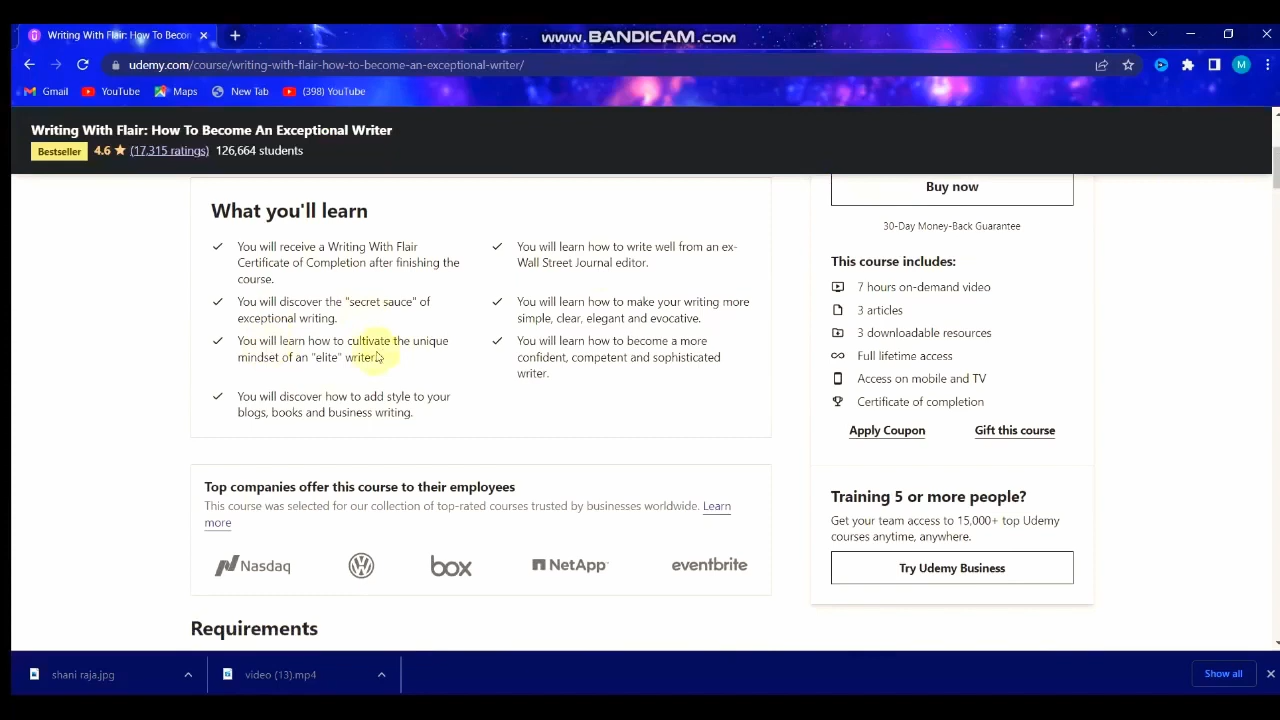 Writing With Flair: How To Becon
www.BANDICAM.com
udemy.com/course/writing-with-flair-how-to-become-an-exceptional-writer/
M
Gmail YouTube Maps New Tab (398) YouTube
Writing With Flair: How To Become An Exceptional Writer
Bestseller 4.6 (17,315 ratings) 126,664 students
What you'll learn
You will receive a Writing With Flair
Certificate of Completion after finishing the
course.
You will learn how to write well from an ex-
Wall Street Journal editor.
You will discover the "secret sauce" of
exceptional writing.
You will learn how to make your writing more
simple, clear, elegant and evocative.
You will learn how to cultivate the unique
mindset of an "elite" writer.
You will learn how to become a more
confident, competent and sophisticated
writer.
You will discover how to add style to your
blogs, books and business writing.
Top companies offer this course to their employees
This course was selected for our collection of top-rated courses trusted by businesses worldwide. Learn
more
Nasdaq
box
NetApp
eventbrite
Requirements
Buy now
30-Day Money-Back Guarantee
This course includes:
7 hours on-demand video
3 articles
3 downloadable resources
Full lifetime access
Access on mobile and TV
Certificate of completion
Apply Coupon Gift this course
Training 5 or more people?
Get your team access to 15,000+ top Udemy
courses anytime, anywhere.
Try Udemy Business
shani raja.jpg
video (13).mp4
Show all